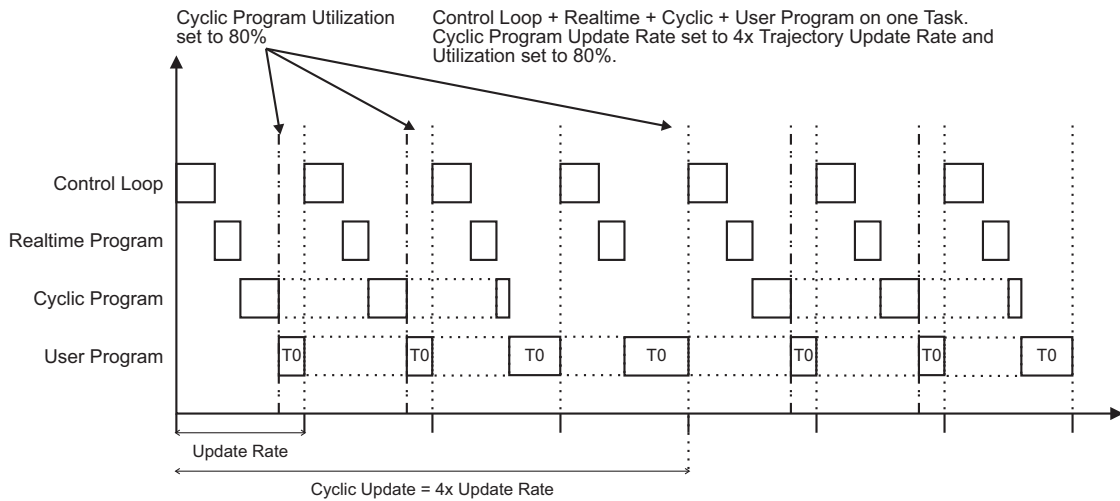 Cyclic Program Utilization
set to 80%
Control Loop + Realtime + Cyclic + User Program on one Task.
Cyclic Program Update Rate set to 4x Trajectory Update Rate and
Utilization set to 80%.
Control Loop
Realtime Program
Cyclic Program
User Program
T0
T0
T0
T0
T0
T0
T0
Update Rate
Cyclic Update = 4x Update Rate